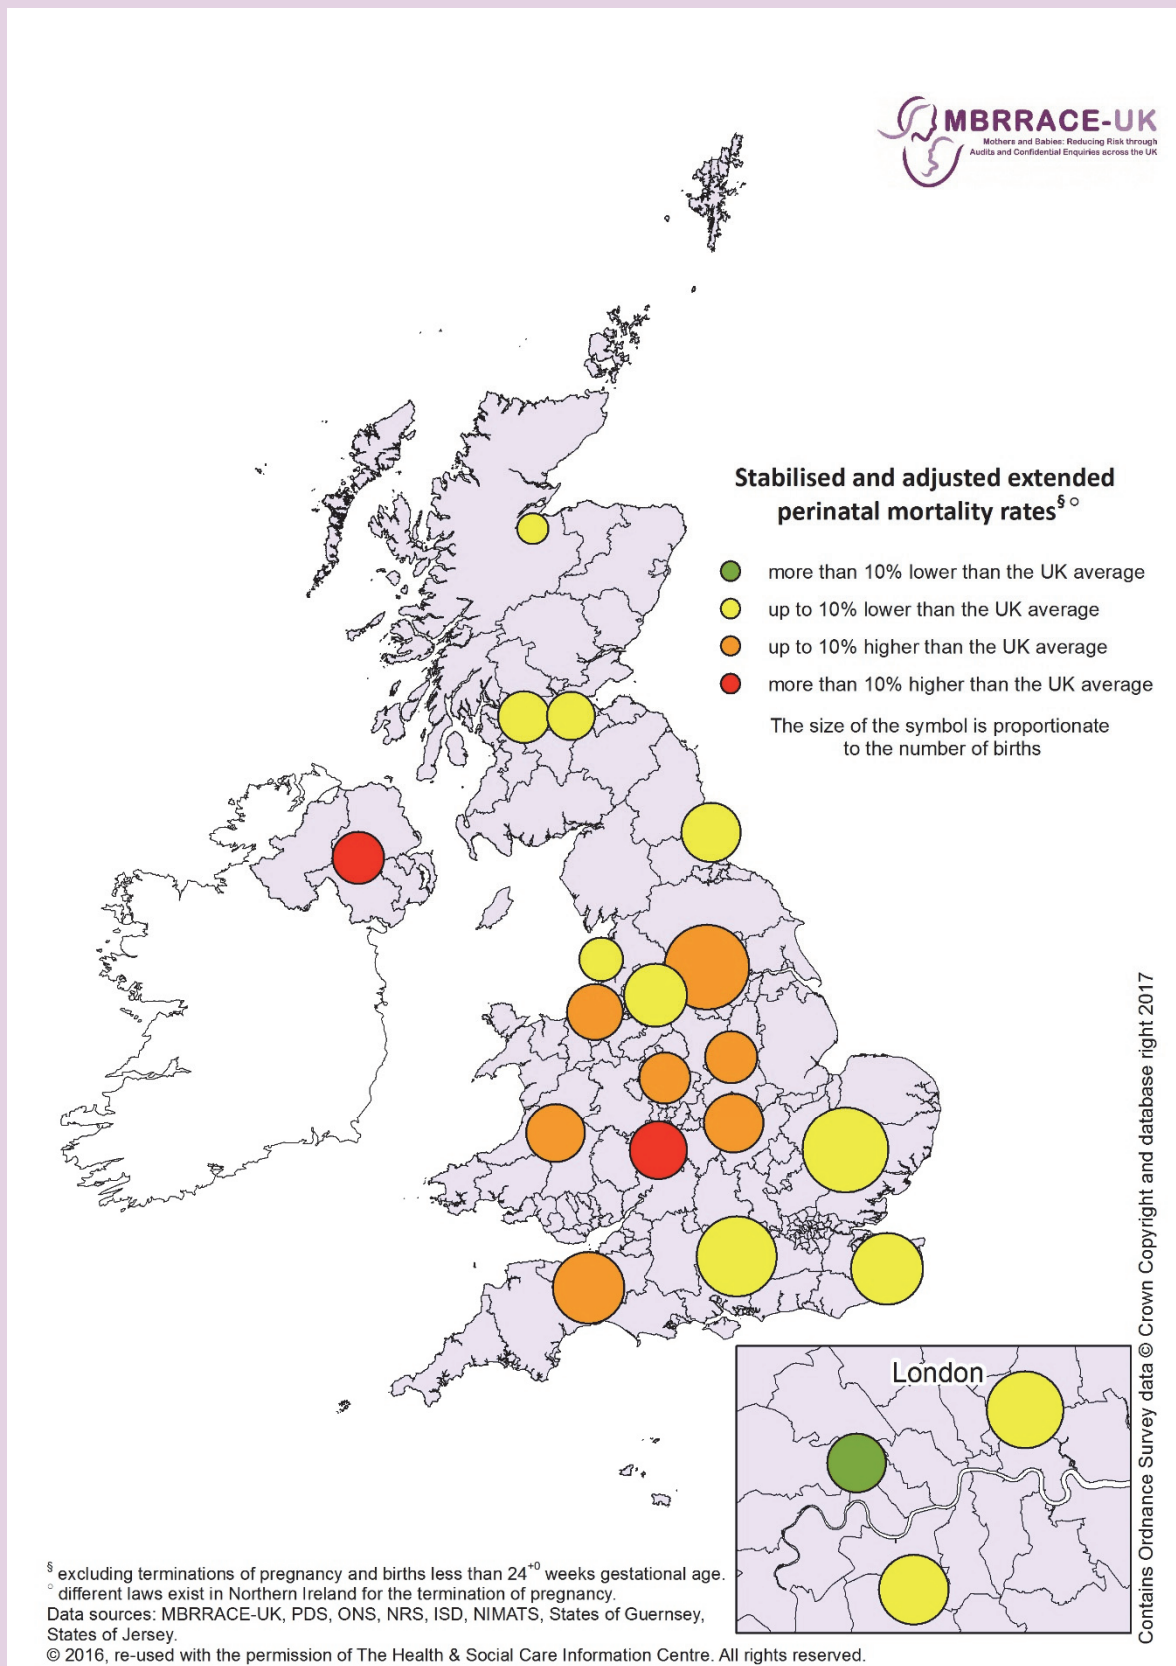 MBRRACE-UK
Mothers and Babies: Reducing Risk through
Audits and Confidential Enquiries across the UK
Stabilised and adjusted extended
perinatal mortality rates§ ○
more than 10% lower than the UK average
up to 10% lower than the UK average
up to 10% higher than the UK average
more than 10% higher than the UK average
The size of the symbol is proportionate
to the number of births
London
Contains Ordnance Survey data © Crown Copyright and database right 2017
§ excluding terminations of pregnancy and births less than 24+0 weeks gestational age.
○ different laws exist in Northern Ireland for the termination of pregnancy.
Data sources: MBRRACE-UK, PDS, ONS, NRS, ISD, NIMATS, States of Guernsey,
States of Jersey.
© 2016, re-used with the permission of The Health & Social Care Information Centre. All rights reserved.